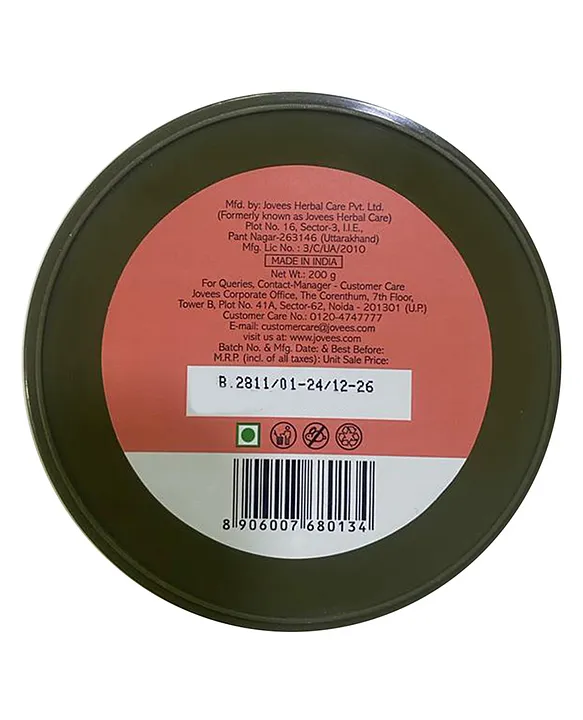 Mfd. by: Jovees Herbal Care Pvt. Ltd.
(Formerly known as Jovees Herbal Care)
Plot No. 16, Sector-3, I.I.E.,
Pant Nagar-263146 (Uttarakhand)
Mfg. Lic No. : 3/C/UA/2010
MADE IN INDIA
Net Wt.: 200 g
For Queries, Contact-Manager - Customer Care
Jovees Corporate Office, The Corenthum, 7th Floor,
Tower B, Plot No. 41A, Sector-62, Noida - 201301 (U.P.)
Customer Care No.: 0120-4747777
E-mail: customercare@jovees.com
visit us at: www.jovees.com
Batch No. & Mfg. Date: & Best Before:
M.R.P. (incl. of all taxes): Unit Sale Price:
B.2811/01-24/12-26
8 906007 680134